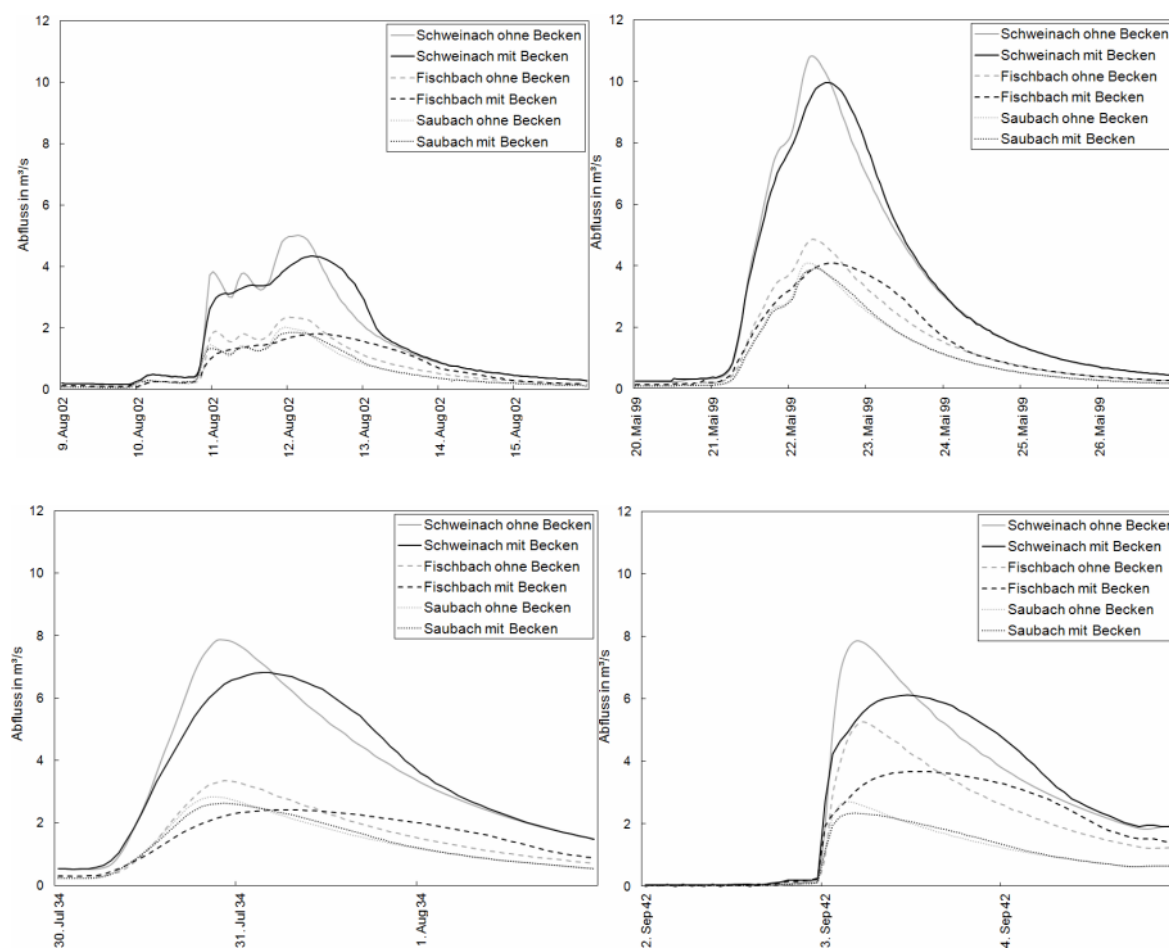 12
10
8
6
4
2
0
Abfluss in m³/s
Schweinach ohne Becken
Schweinach mit Becken
Fischbach ohne Becken
Fischbach mit Becken
Saubach ohne Becken
Saubach mit Becken
9. Aug 02
10. Aug 02
11. Aug 02
12. Aug 02
13. Aug 02
14. Aug 02
15. Aug 02
12
10
8
6
4
2
0
Abfluss in m³/s
Schweinach ohne Becken
Schweinach mit Becken
Fischbach ohne Becken
Fischbach mit Becken
Saubach ohne Becken
Saubach mit Becken
20. Mai 99
21. Mai 99
22. Mai 99
23. Mai 99
24. Mai 99
25. Mai 99
26. Mai 99
12
10
8
6
4
2
0
Abfluss in m³/s
Schweinach ohne Becken
Schweinach mit Becken
Fischbach ohne Becken
Fischbach mit Becken
Saubach ohne Becken
Saubach mit Becken
30. Jul 34
31. Jul 34
1. Aug 34
12
10
8
6
4
2
0
Abfluss in m³/s
Schweinach ohne Becken
Schweinach mit Becken
Fischbach ohne Becken
Fischbach mit Becken
Saubach ohne Becken
Saubach mit Becken
2. Sep 42
3. Sep 42
4. Sep 42